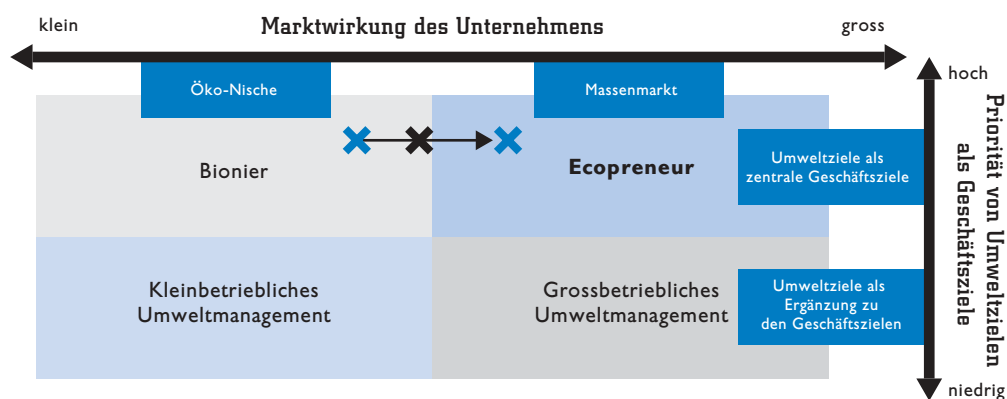 klein
Marktwirkung des Unternehmens
gross
Öko-Nische
Massenmarkt
hoch
Bionier
Ecopreneur
Umweltziele als
zentrale Geschäftsziele
Kleinbetriebliches
Umweltmanagement
Grossbetriebliches
Umweltmanagement
Umweltziele als
Ergänzung zu
den Geschäftszielen
Priorität von Umweltzielen
als Geschäftsziele
niedrig